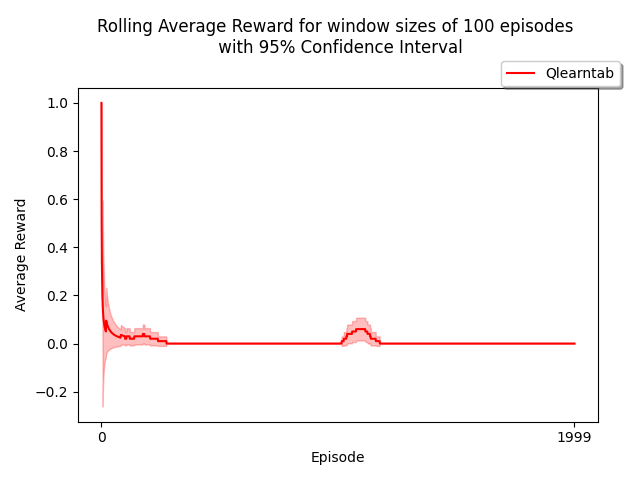 Rolling Average Reward for window sizes of 100 episodes
with 95% Confidence Interval
Qlearntab
Average Reward
1.0
0.8
0.6
0.4
0.2
0.0
−0.2
0
1999
Episode